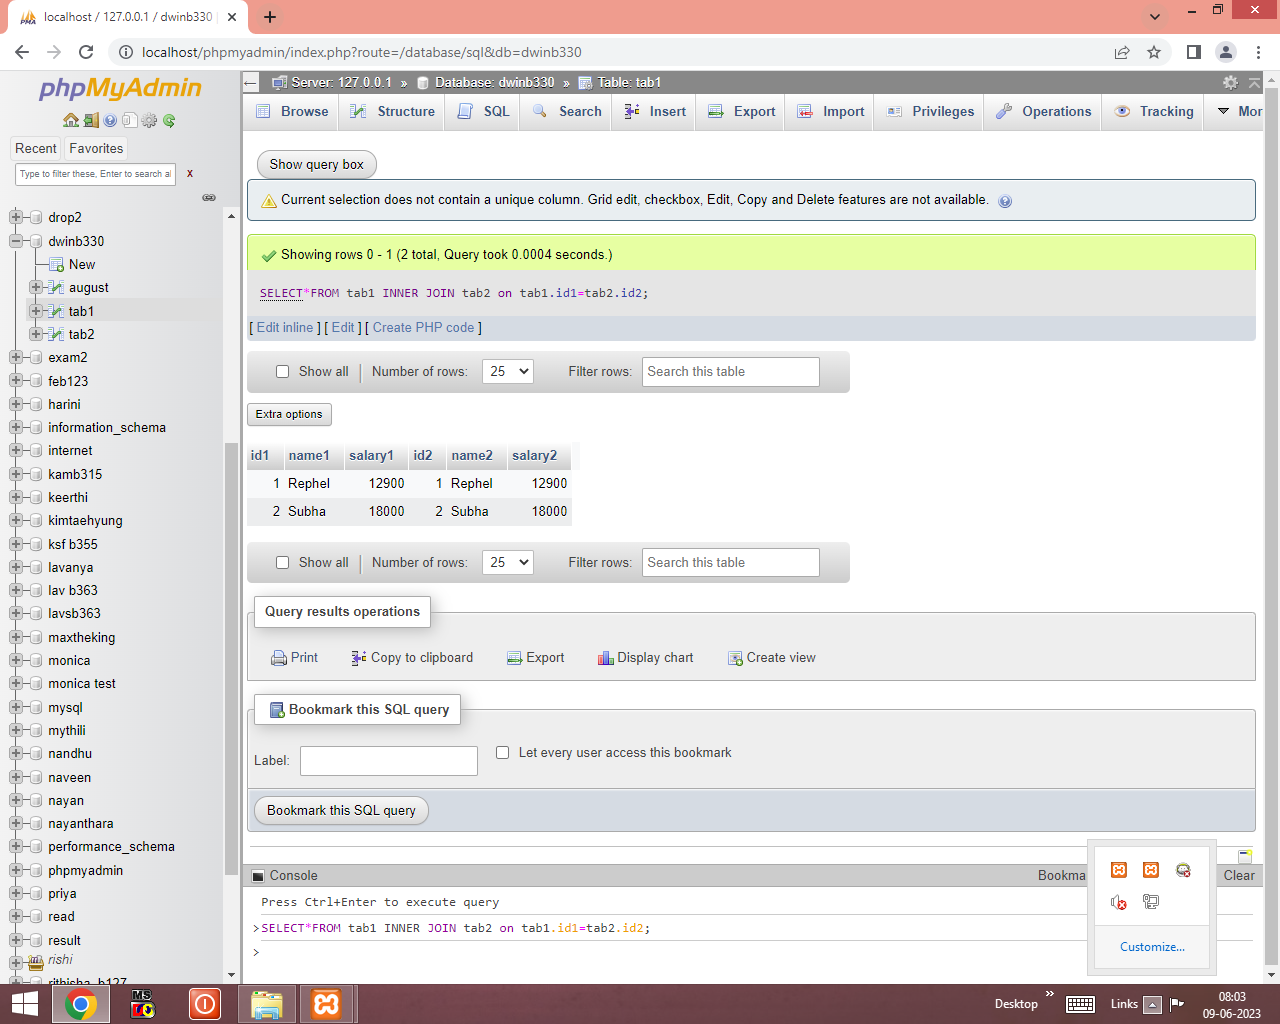 localhost / 127.0.0.1 / dwinb330
localhost/phpmyadmin/index.php?route=/database/sql&db=dwinb330
phpMyAdmin
Recent Favorites
Type to filter these, Enter to search al X
drop2
dwinb330
New
august
tab1
tab2
exam2
feb123
harini
information_schema
internet
kamb315
keerthi
kimtaehyung
ksf b355
lavanya
lav b363
lavsb363
maxtheking
monica
monica test
mysql
mythili
nandhu
naveen
nayan
nayanthara
performance_schema
phpmyadmin
priya
read
result
rishi
rithisha_b127
Server: 127.0.0.1 » Database: dwinb330 » Table: tab1
Browse Structure SQL Search Insert Export Import Privileges Operations Tracking Mor
Show query box
Current selection does not contain a unique column. Grid edit, checkbox, Edit, Copy and Delete features are not available.
Showing rows 0 - 1 (2 total, Query took 0.0004 seconds.)
SELECT*FROM tab1 INNER JOIN tab2 on tab1.id1=tab2.id2;
[ Edit inline ] [ Edit ] [ Create PHP code ]
Show all Number of rows: 25 Filter rows: Search this table
Extra options
id1 name1 salary1 id2 name2 salary2
1 Rephel 12900 1 Rephel 12900
2 Subha 18000 2 Subha 18000
Show all Number of rows: 25 Filter rows: Search this table
Query results operations
Print Copy to clipboard Export Display chart Create view
Bookmark this SQL query
Label: Let every user access this bookmark
Bookmark this SQL query
Console Bookma Clear
Press Ctrl+Enter to execute query
>SELECT*FROM tab1 INNER JOIN tab2 on tab1.id1=tab2.id2;
>
Customize...
Desktop » Links 08:03
09-06-2023